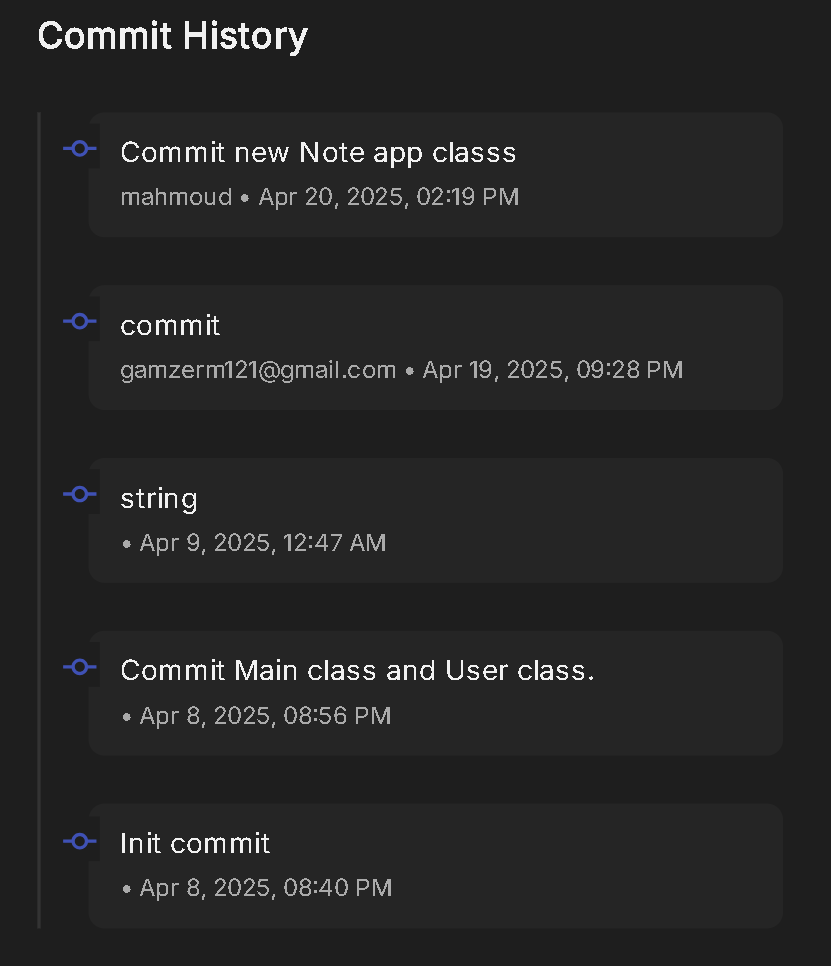 Commit History
Commit new Note app classs
mahmoud • Apr 20, 2025, 02:19 PM
commit
gamzerm121@gmail.com • Apr 19, 2025, 09:28 PM
string
• Apr 9, 2025, 12:47 AM
Commit Main class and User class.
• Apr 8, 2025, 08:56 PM
Init commit
• Apr 8, 2025, 08:40 PM